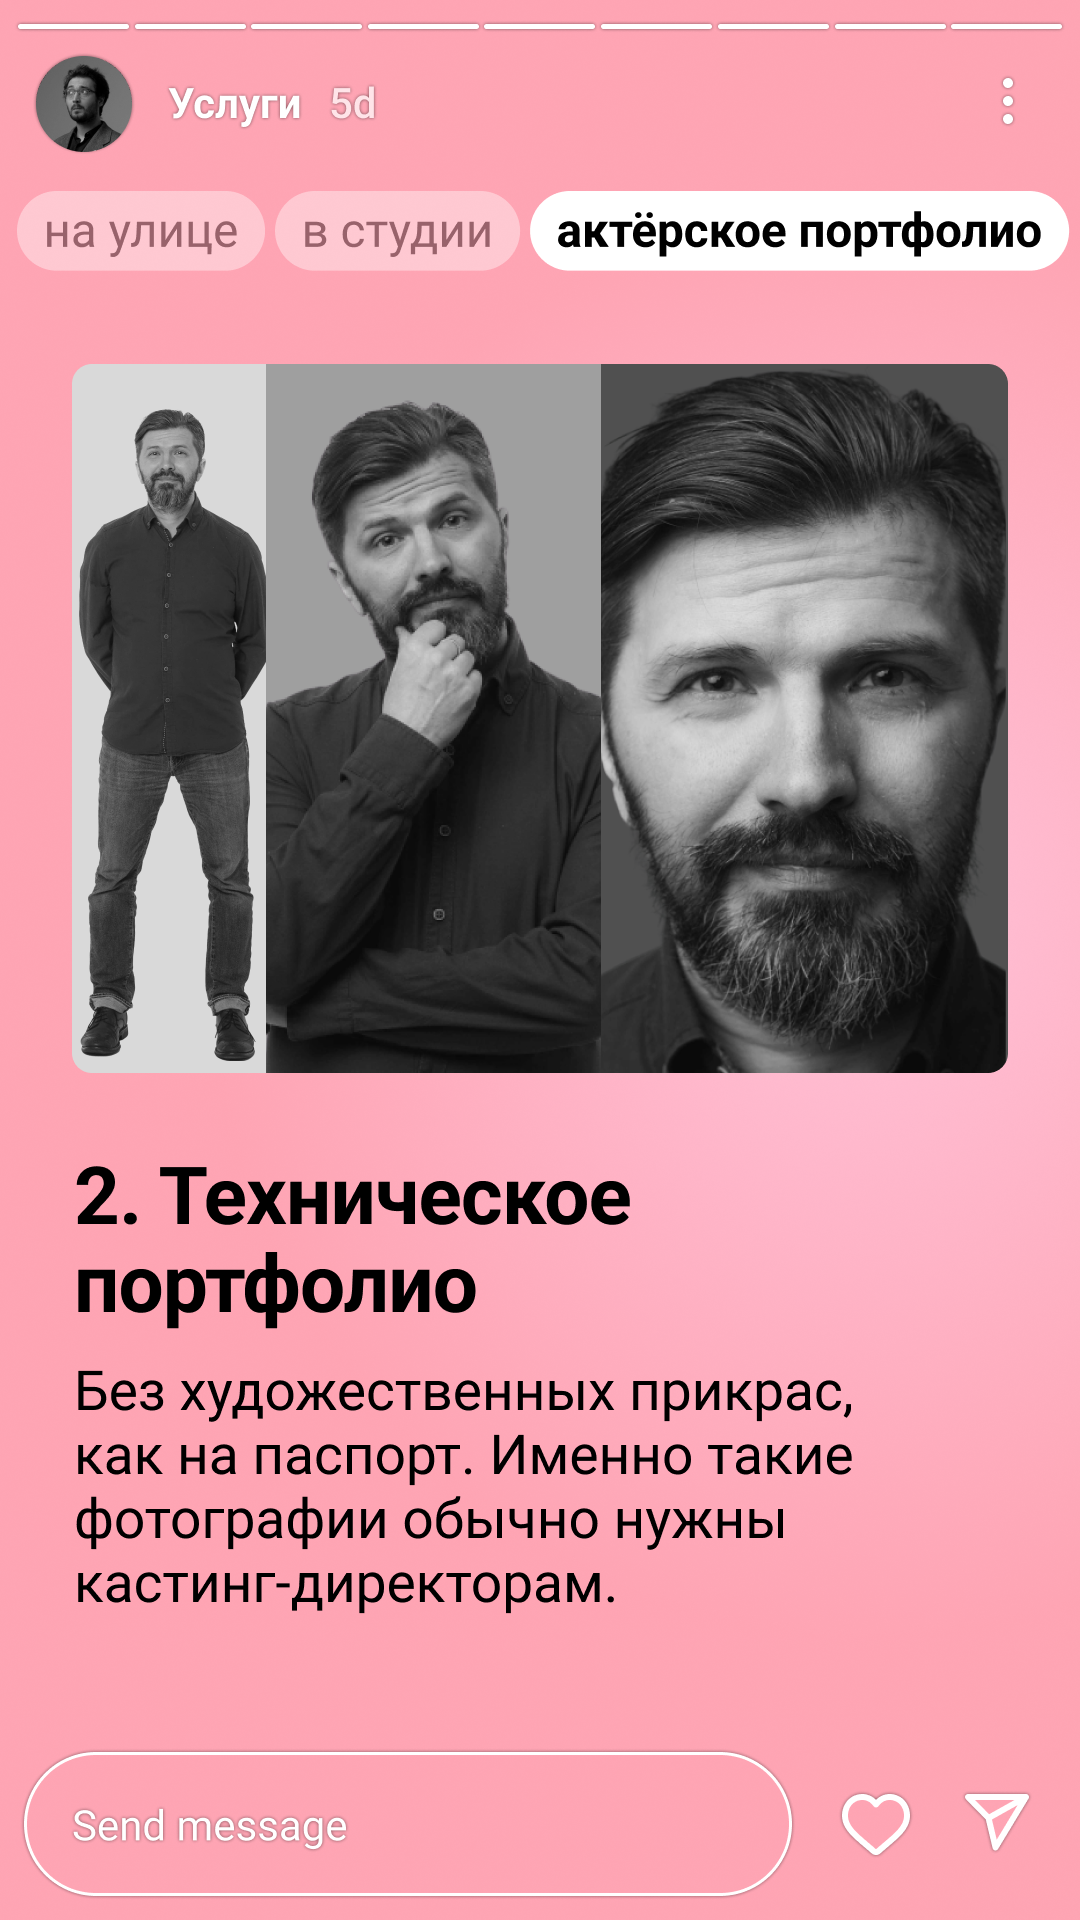 Услуги 5d
на улице в студии актёрское портфолио
2. Техническое
портфолио
Без художественных прикрас,
как на паспорт. Именно такие
фотографии обычно нужны
кастинг-директорам.
Send message